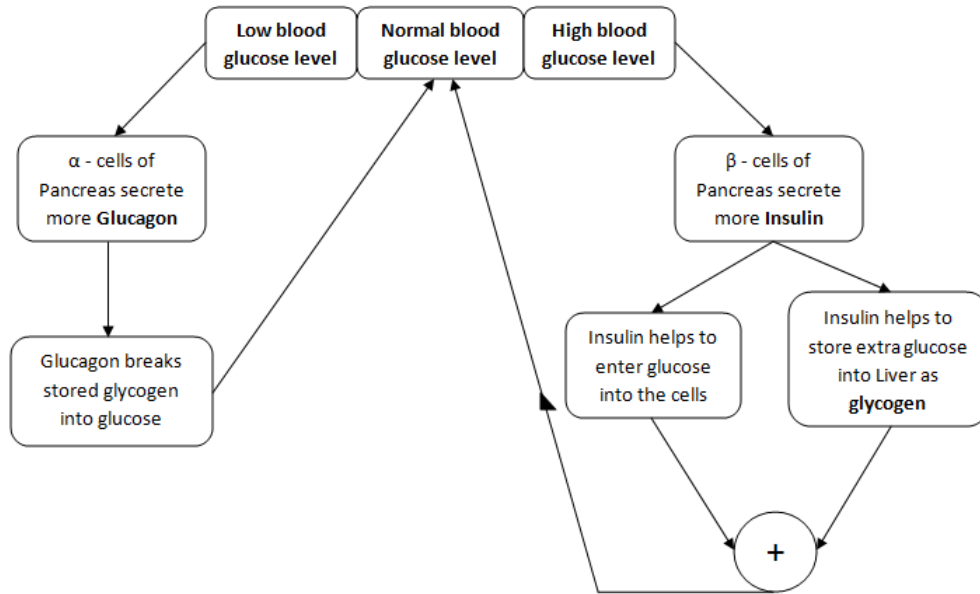 Low blood
glucose level
Normal blood
glucose level
High blood
glucose level
α - cells of
Pancreas secrete
more Glucagon
β - cells of
Pancreas secrete
more Insulin
Glucagon breaks
stored glycogen
into glucose
Insulin helps to
enter glucose
into the cells
Insulin helps to
store extra glucose
into Liver as
glycogen
+